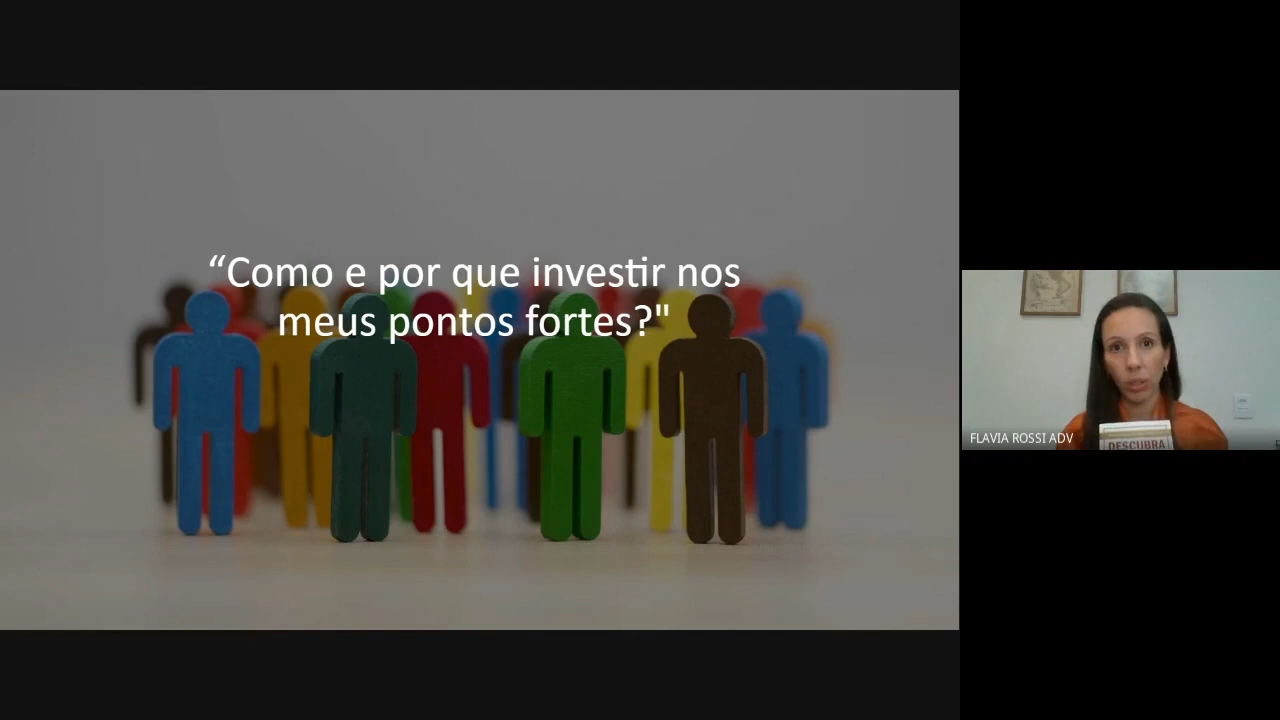 “Como e por que investir nos
meus pontos fortes?"
FLAVIA ROSSI ADV
DESCUBRA